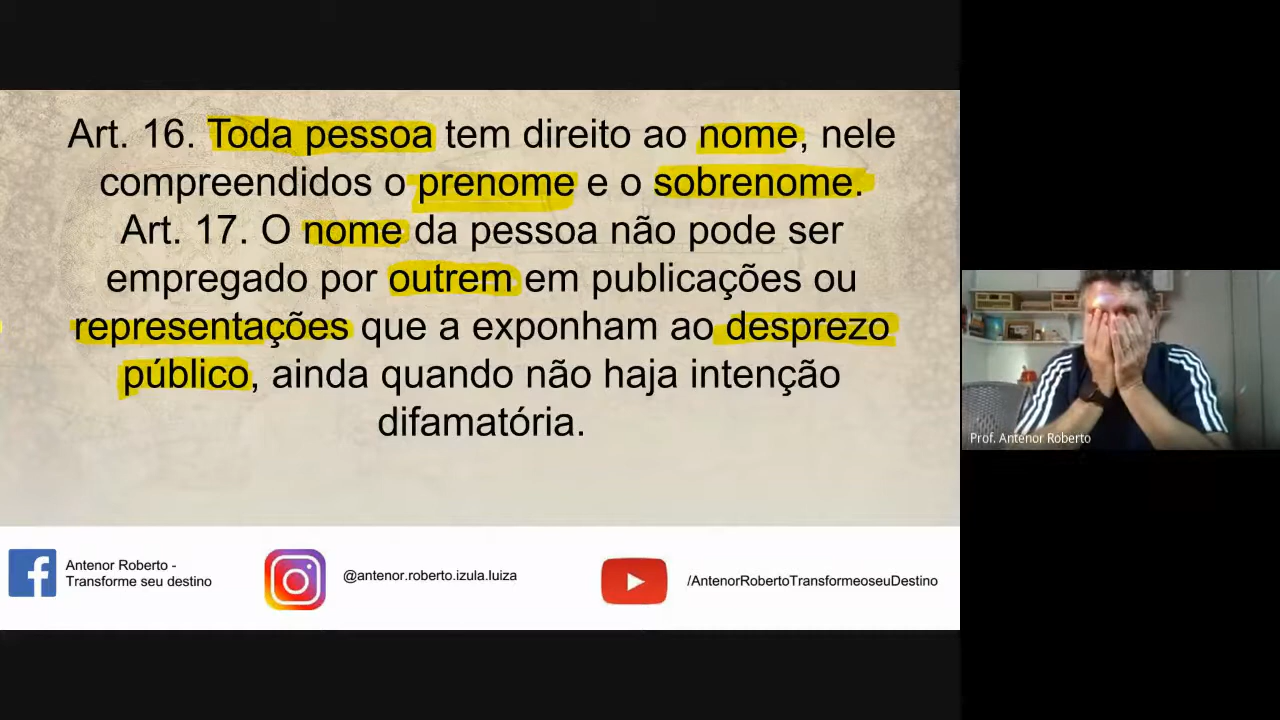 Art. 16. Toda pessoa tem direito ao nome, nele
compreendidos o prenome e o sobrenome.
Art. 17. O nome da pessoa não pode ser
empregado por outrem em publicações ou
representações que a exponham ao desprezo
público, ainda quando não haja intenção
difamatória.
Prof. Antenor Roberto
Antenor Roberto -
Transforme seu destino
@antenor.roberto.izula.luiza
/AntenorRobertoTransformeoseuDestino